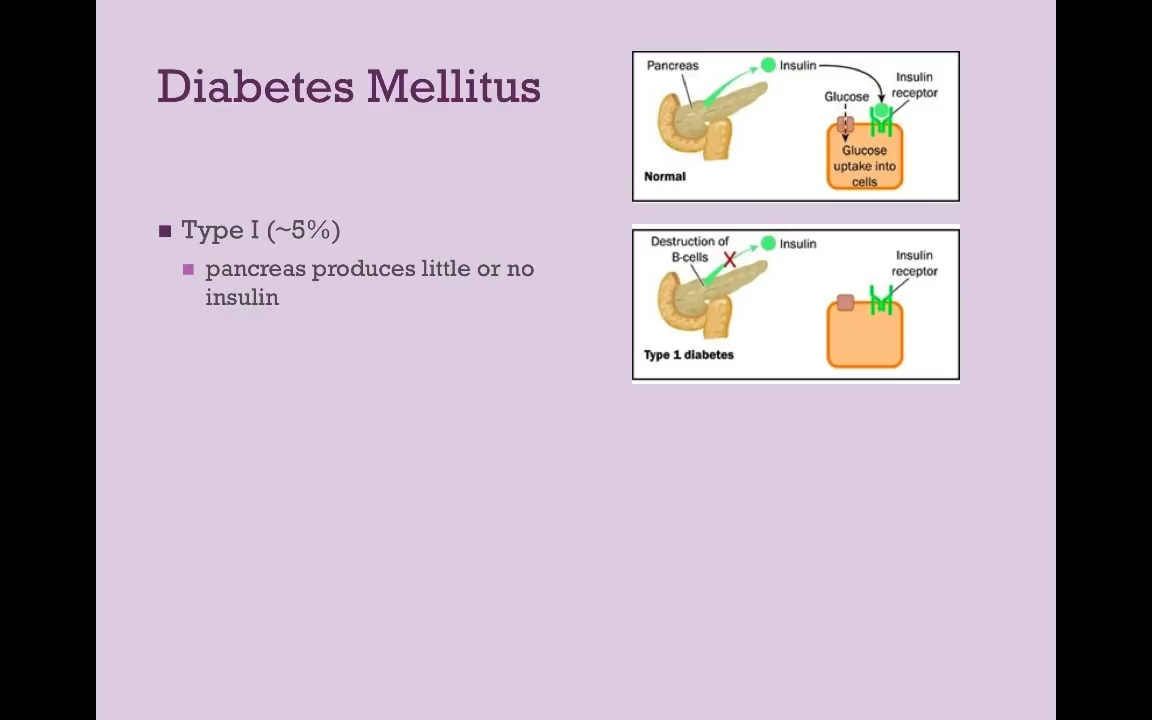 Diabetes Mellitus
Type I (~5%)
pancreas produces little or no
insulin
Pancreas
Insulin
Insulin
receptor
Glucose
Glucose
uptake into
cells
Normal
Destruction of
B-cells
Insulin
Insulin
receptor
Type 1 diabetes